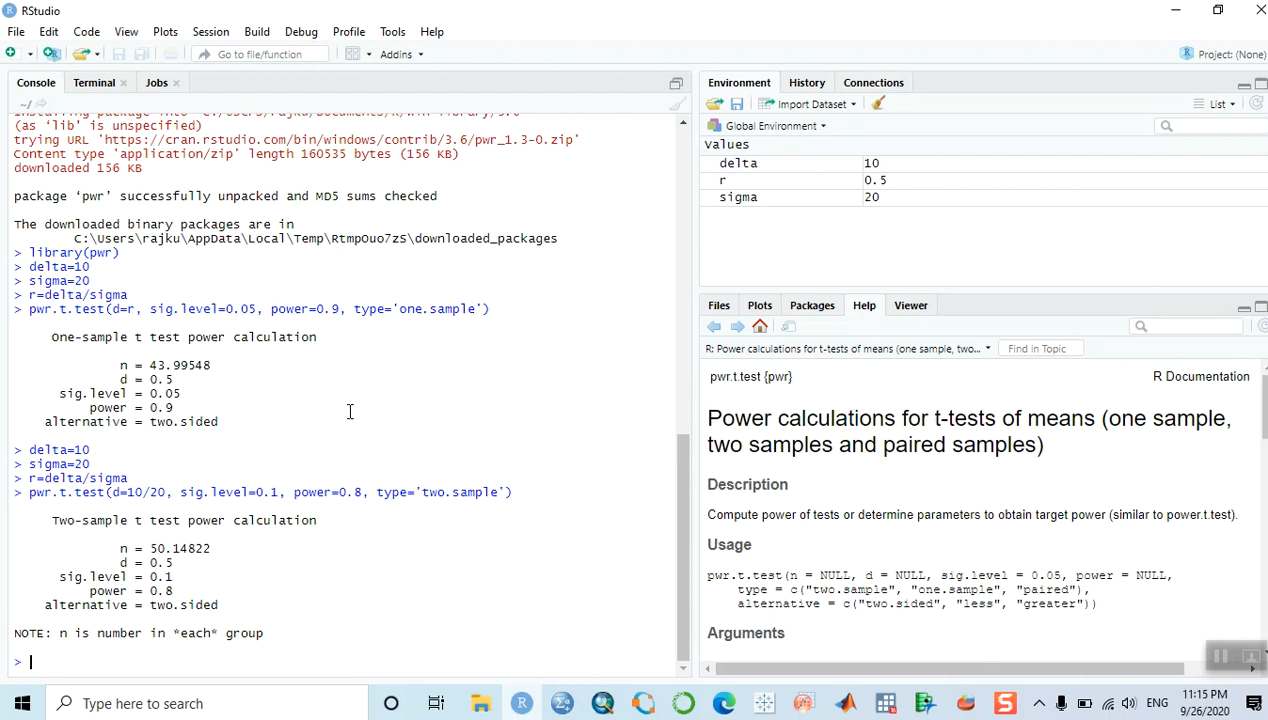 RStudio
File Edit Code View Plots Session Build Debug Profile Tools Help
Go to file/function Addins Project: (None)
Console Terminal Jobs
~/
(as ‘lib’ is unspecified)
trying URL 'https://cran.rstudio.com/bin/windows/contrib/3.6/pwr_1.3-0.zip'
Content type 'application/zip' length 160535 bytes (156 KB)
downloaded 156 KB
package ‘pwr’ successfully unpacked and MD5 sums checked
The downloaded binary packages are in
C:\Users\rajku\AppData\Local\Temp\RtmpOuo7zS\downloaded_packages
> library(pwr)
> delta=10
> sigma=20
> r=delta/sigma
> pwr.t.test(d=r, sig.level=0.05, power=0.9, type='one.sample')
One-sample t test power calculation
n = 43.99548
d = 0.5
sig.level = 0.05
power = 0.9
alternative = two.sided
> delta=10
> sigma=20
> r=delta/sigma
> pwr.t.test(d=10/20, sig.level=0.1, power=0.8, type='two.sample')
Two-sample t test power calculation
n = 50.14822
d = 0.5
sig.level = 0.1
power = 0.8
alternative = two.sided
NOTE: n is number in *each* group
>
Environment History Connections
Import Dataset List
Global Environment
Values
delta 10
r 0.5
sigma 20
Files Plots Packages Help Viewer
R: Power calculations for t-tests of means (one sample, two... Find in Topic
pwr.t.test {pwr} R Documentation
Power calculations for t-tests of means (one sample,
two samples and paired samples)
Description
Compute power of tests or determine parameters to obtain target power (similar to power.t.test).
Usage
pwr.t.test(n = NULL, d = NULL, sig.level = 0.05, power = NULL,
type = c("two.sample", "one.sample", "paired"),
alternative = c("two.sided", "less", "greater"))
Arguments
Type here to search
ENG
11:15 PM
9/26/2020